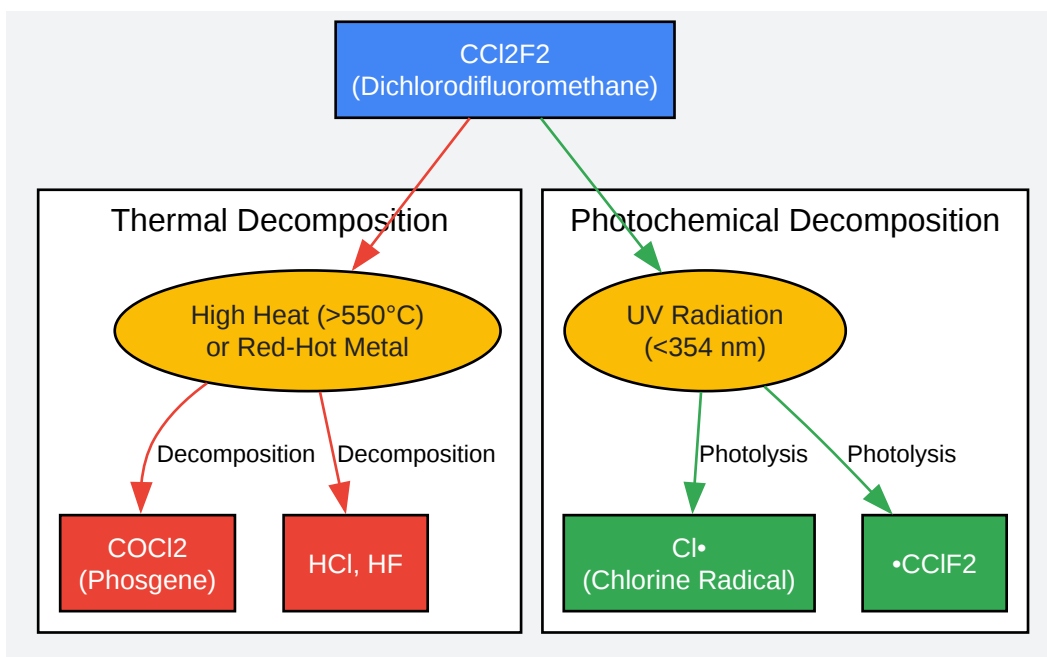 CCl2F2
(Dichlorodifluoromethane)
Thermal Decomposition
High Heat (>550°C)
or Red-Hot Metal
Decomposition
Decomposition
COCl2
(Phosgene)
HCl, HF
Photochemical Decomposition
UV Radiation
(<354 nm)
Photolysis
Photolysis
Cl•
(Chlorine Radical)
•CClF2